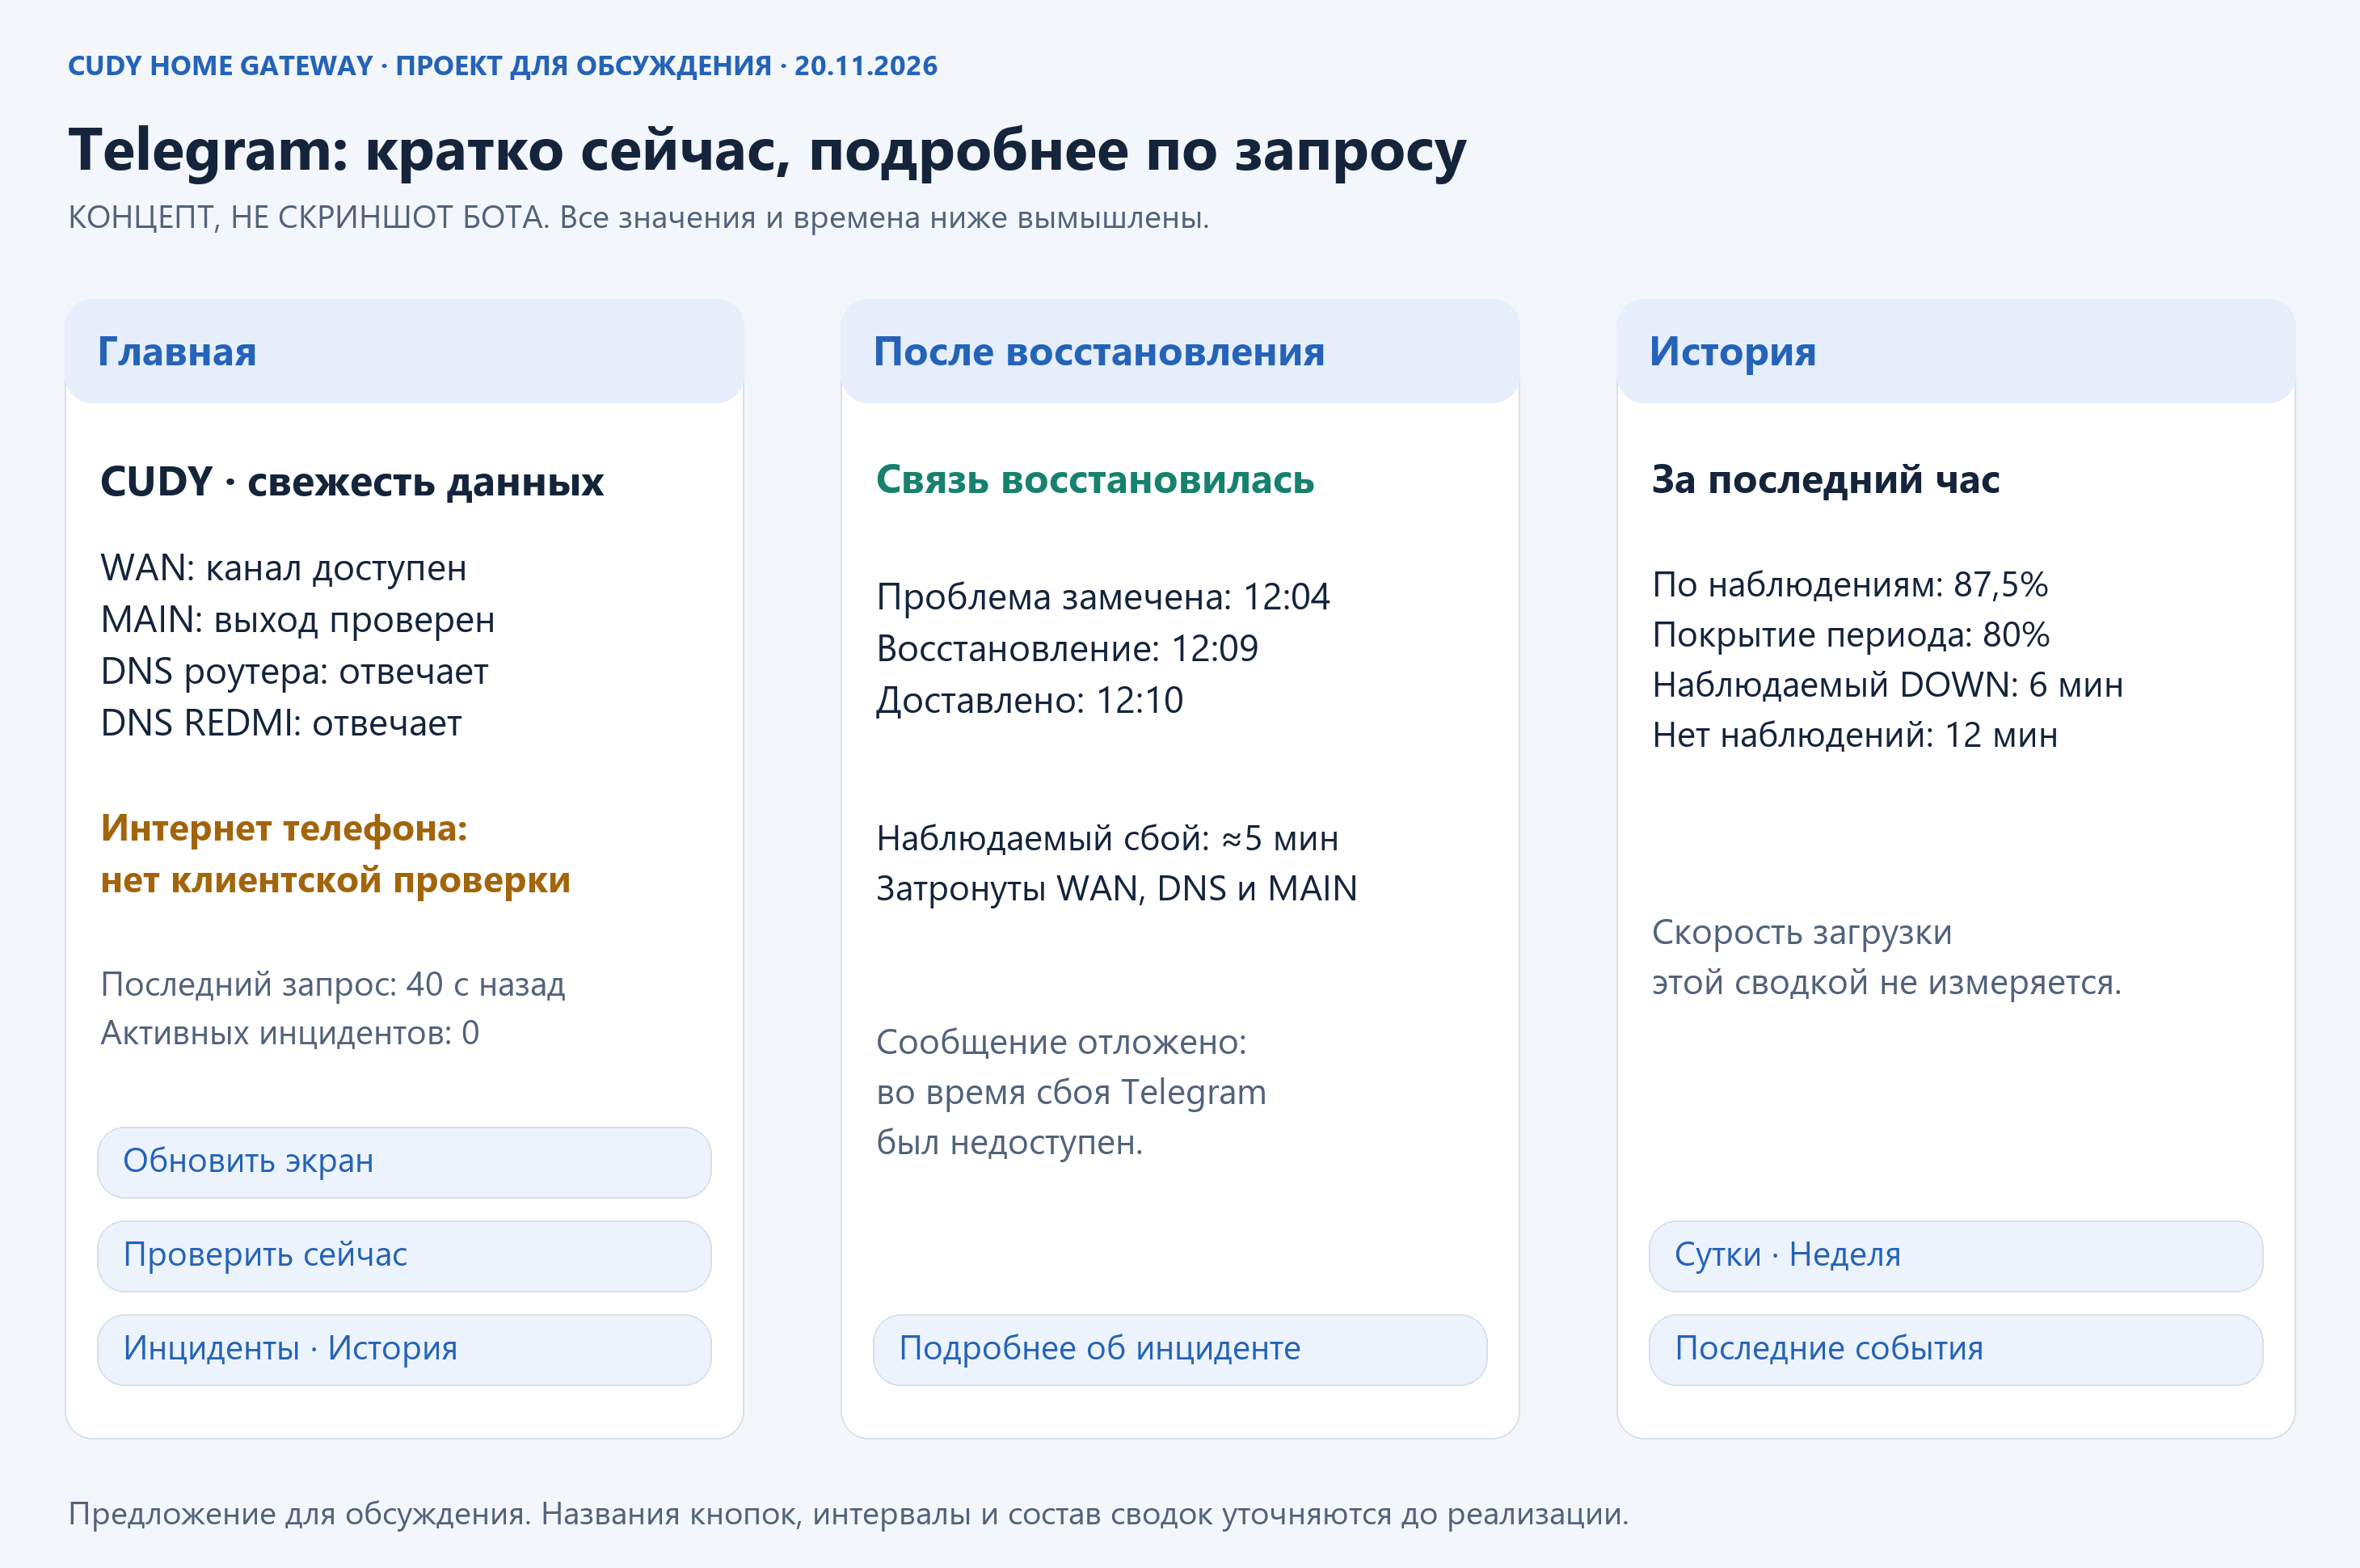 CUDY HOME GATEWAY · ПРОЕКТ ДЛЯ ОБСУЖДЕНИЯ · 20.11.2026
Telegram: кратко сейчас, подробнее по запросу
КОНЦЕПТ, НЕ СКРИНШОТ БОТА. Все значения и времена ниже вымышлены.
Главная
CUDY · свежесть данных
WAN: канал доступен
MAIN: выход проверен
DNS роутера: отвечает
DNS REDMI: отвечает
Интернет телефона:
нет клиентской проверки
Последний запрос: 40 с назад
Активных инцидентов: 0
Обновить экран
Проверить сейчас
Инциденты · История
После восстановления
Связь восстановилась
Проблема замечена: 12:04
Восстановление: 12:09
Доставлено: 12:10
Наблюдаемый сбой: ≈5 мин
Затронуты WAN, DNS и MAIN
Сообщение отложено:
во время сбоя Telegram
был недоступен.
Подробнее об инциденте
История
За последний час
По наблюдениям: 87,5%
Покрытие периода: 80%
Наблюдаемый DOWN: 6 мин
Нет наблюдений: 12 мин
Скорость загрузки
этой сводкой не измеряется.
Сутки · Неделя
Последние события
Предложение для обсуждения. Названия кнопок, интервалы и состав сводок уточняются до реализации.